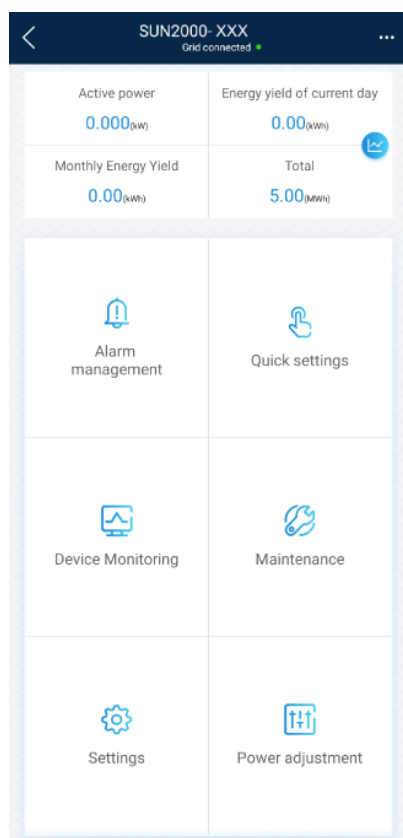 SUN2000- XXX
Grid connected
Active power
0.000(kW)
Energy yield of current day
0.00(kWh)
Monthly Energy Yield
0.00(kWh)
Total
5.00(MWh)
Alarm
management
Quick settings
Device Monitoring
Maintenance
Settings
Power adjustment